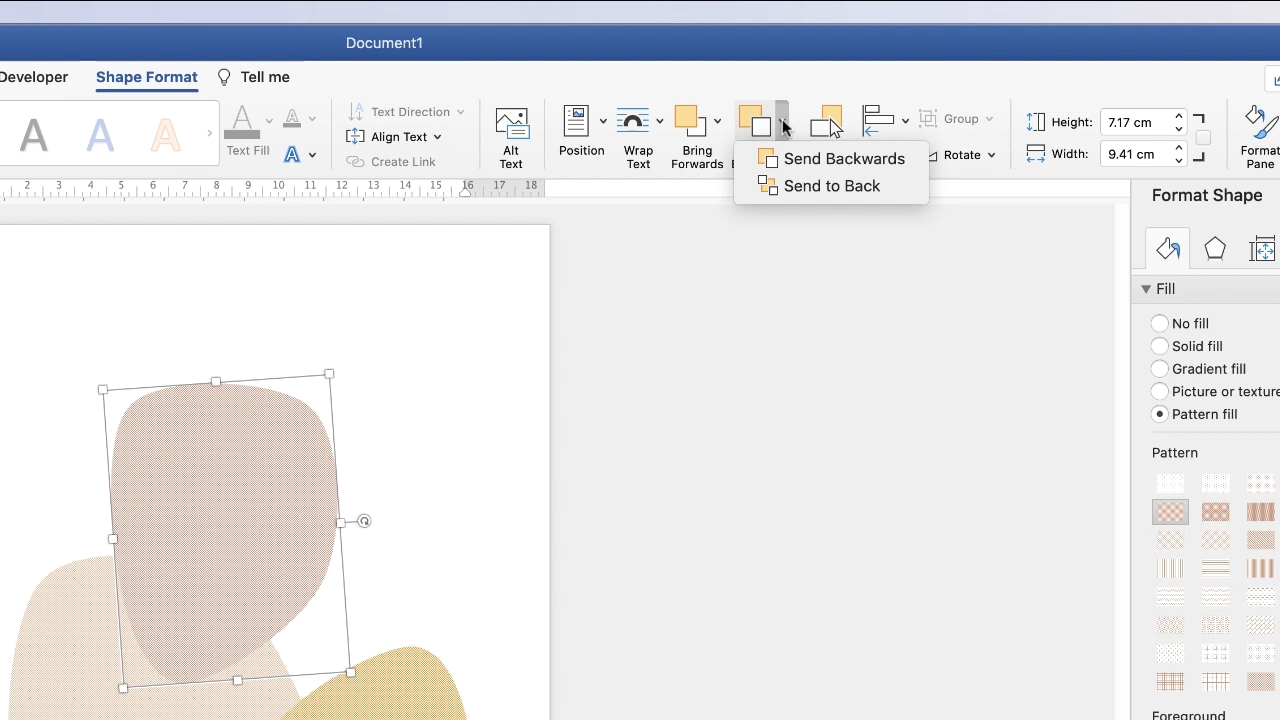 Document1
Developer Shape Format Tell me
A A A A Text Fill A A
Text Direction
Align Text
Create Link
Alt Text
Position
Wrap Text
Bring Forwards
Group
Rotate
Height: 7.17 cm
Width: 9.41 cm
Format Pane
Send Backwards
Send to Back
2 3 4 5 6 7 8 9 10 11 12 13 14 15 16 17 18
Format Shape
Fill
No fill
Solid fill
Gradient fill
Picture or texture
Pattern fill
Pattern
Foreground